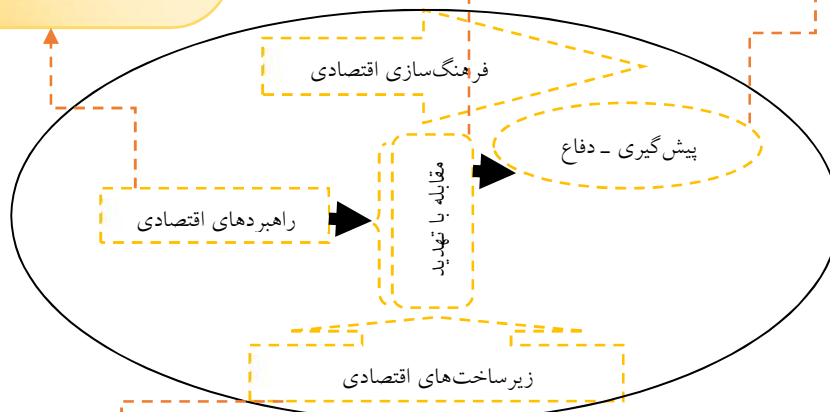 فرهنگ‌سازی اقتصادی
پیش‌گیری ـ دفاع
مقابله با تهدید
راهبردهای اقتصادی
زیرساخت‌های اقتصادی